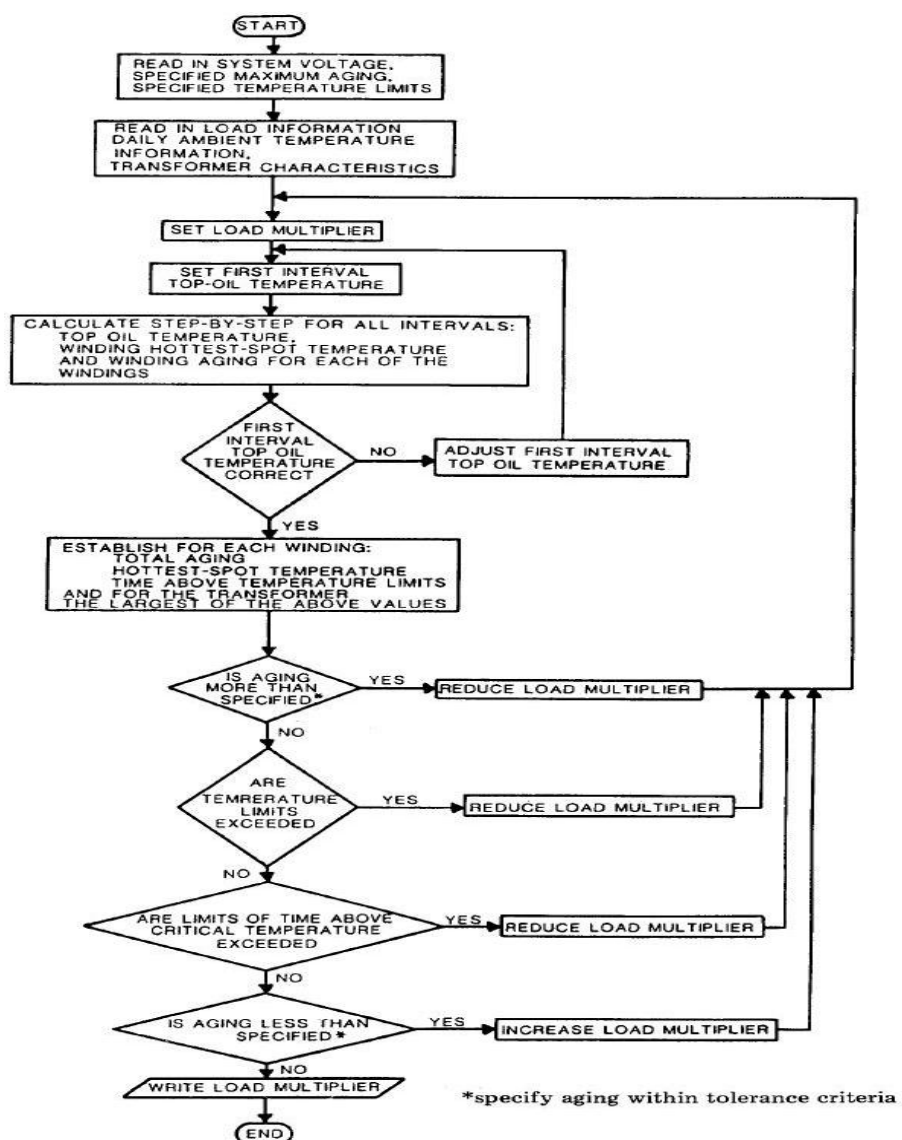 START
READ IN SYSTEM VOLTAGE,
SPECIFIED MAXIMUM AGING,
SPECIFIED TEMPERATURE LIMITS
READ IN LOAD INFORMATION
DAILY AMBIENT TEMPERATURE
INFORMATION,
TRANSFORMER CHARACTERISTICS
SET LOAD MULTIPLIER
SET FIRST INTERVAL
TOP-OIL TEMPERATURE
CALCULATE STEP-BY-STEP FOR ALL INTERVALS:
TOP OIL TEMPERATURE,
WINDING HOTTEST-SPOT TEMPERATURE
AND WINDING AGING FOR EACH OF THE
WINDINGS
FIRST
INTERVAL
TOP OIL
TEMPERATURE
CORRECT
NO
ADJUST FIRST INTERVAL
TOP OIL TEMPERATURE
YES
ESTABLISH FOR EACH WINDING:
TOTAL AGING
HOTTEST-SPOT TEMPERATURE
TIME ABOVE TEMPERATURE LIMITS
AND FOR THE TRANSFORMER
THE LARGEST OF THE ABOVE VALUES
IS AGING
MORE THAN
SPECIFIED*
YES
REDUCE LOAD MULTIPLIER
NO
ARE
TEMRERATURE
LIMITS
EXCEEDED
YES
REDUCE LOAD MULTIPLIER
NO
ARE LIMITS OF TIME ABOVE
CRITICAL TEMPERATURE
EXCEEDED
YES
REDUCE LOAD MULTIPLIER
NO
IS AGING LESS THAN
SPECIFIED*
YES
INCREASE LOAD MULTIPLIER
NO
WRITE LOAD MULTIPLIER
*specify aging within tolerance criteria
END